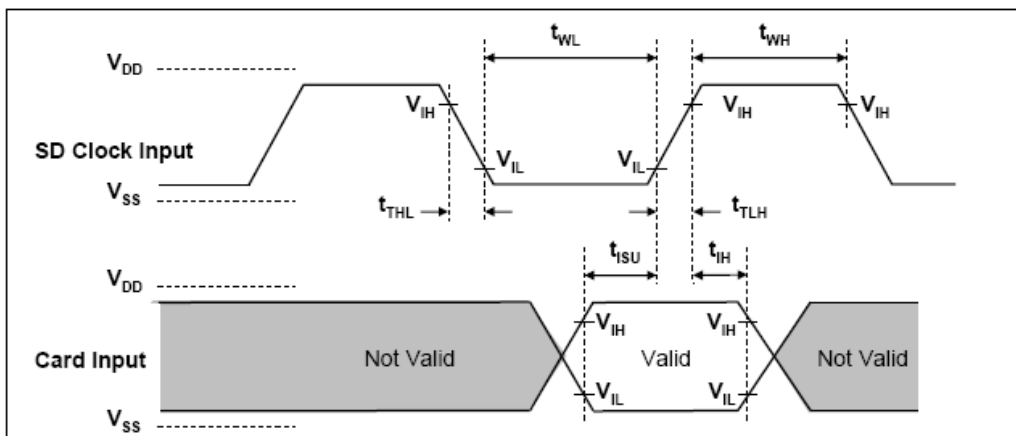 t_WL t_WH
V_DD
V_IH V_IH V_IH
SD Clock Input
V_IL V_IL
V_SS
t_THL t_TLH
t_ISU t_IH
V_DD
V_IH V_IH
Card Input Not Valid Valid Not Valid
V_IL V_IL
V_SS